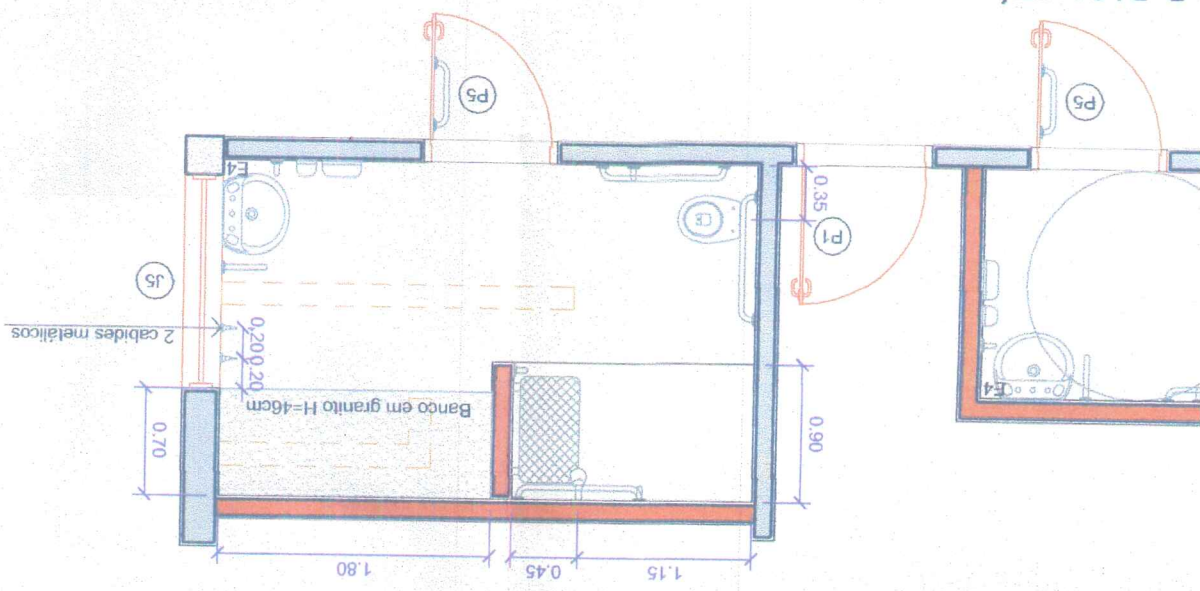 1.15
0.45
1.80
0.90
0.70
Banco em granito H=46cm
0.20
0,20
2 cabides metálicos
J5
P1
0.35
E4
E4
P5
P5